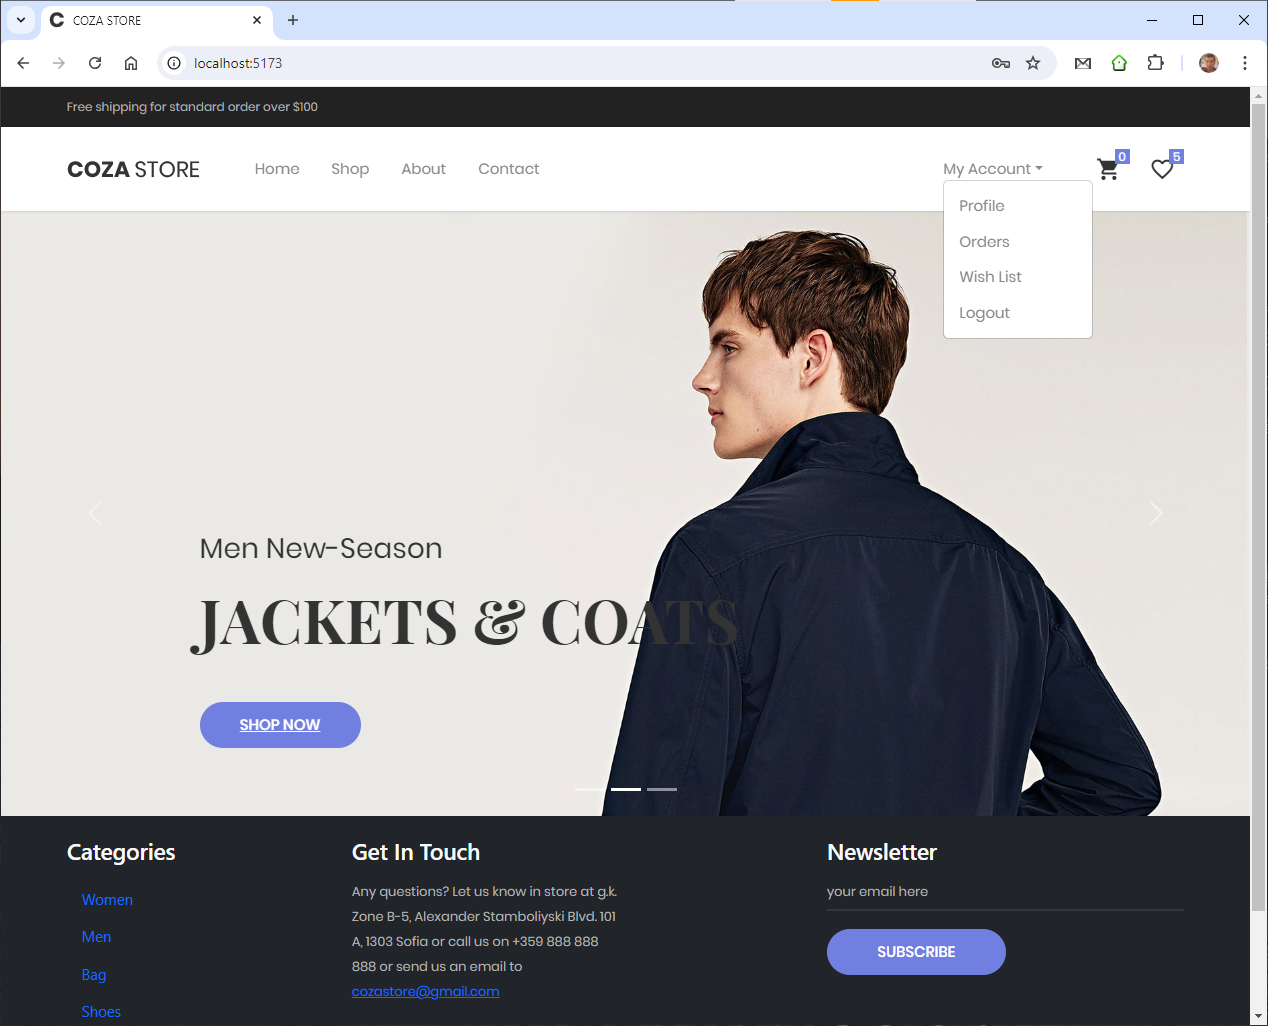 COZA STORE
localhost:5173
Free shipping for standard order over $100
COZA STORE
Home
Shop
About
Contact
My Account
0
5
Profile
Orders
Wish List
Logout
Men New-Season
JACKETS & COATS
SHOP NOW
Categories
Women
Men
Bag
Shoes
Get In Touch
Any questions? Let us know in store at g.k.
Zone B-5, Alexander Stamboliyski Blvd. 101
A, 1303 Sofia or call us on +359 888 888
888 or send us an email to
cozastore@gmail.com
Newsletter
your email here
SUBSCRIBE